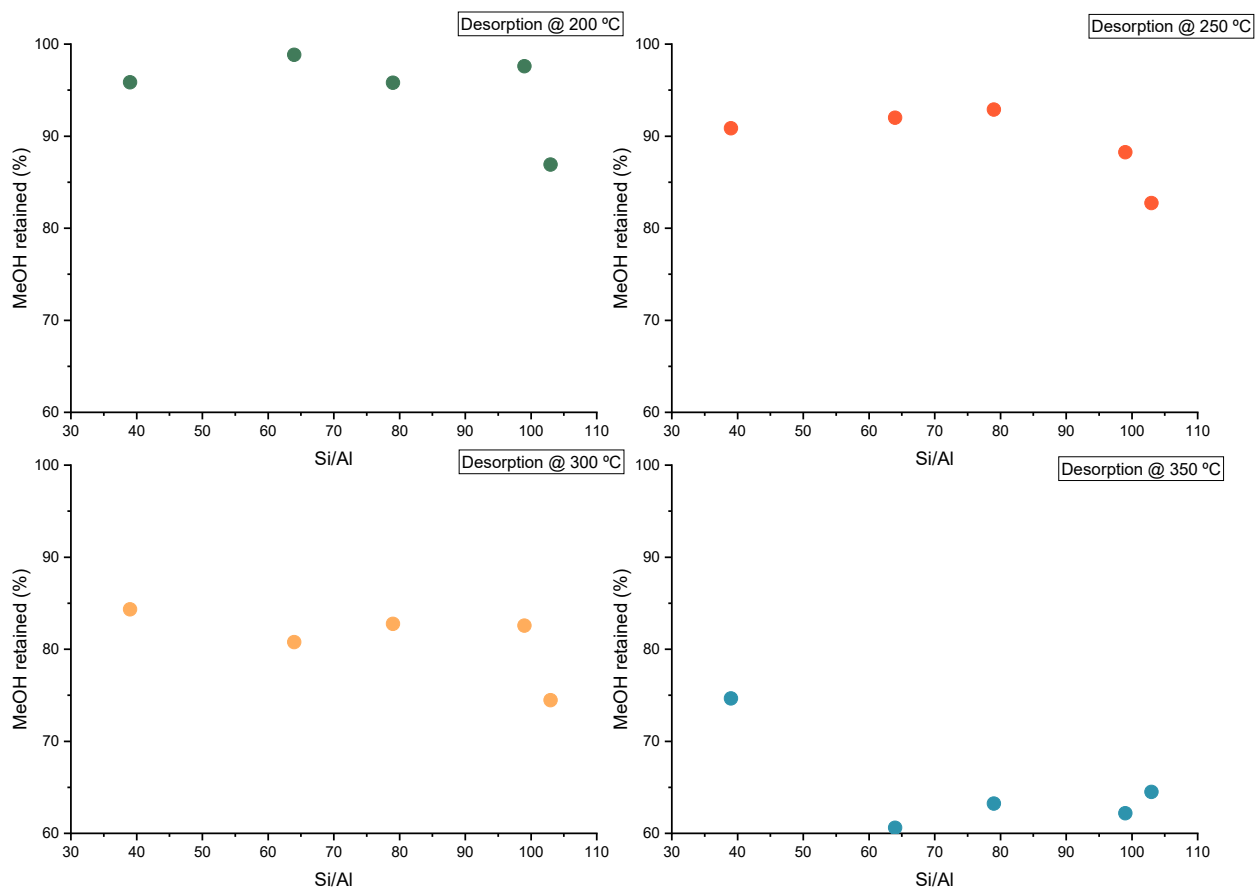 Desorption @ 200 ºC
100
90
80
70
60
MeOH retained (%)
30 40 50 60 70 80 90 100 110
Si/Al
Desorption @ 250 ºC
100
90
80
70
60
MeOH retained (%)
30 40 50 60 70 80 90 100 110
Si/Al
Desorption @ 300 ºC
100
90
80
70
60
MeOH retained (%)
30 40 50 60 70 80 90 100 110
Si/Al
Desorption @ 350 ºC
100
90
80
70
60
MeOH retained (%)
30 40 50 60 70 80 90 100 110
Si/Al